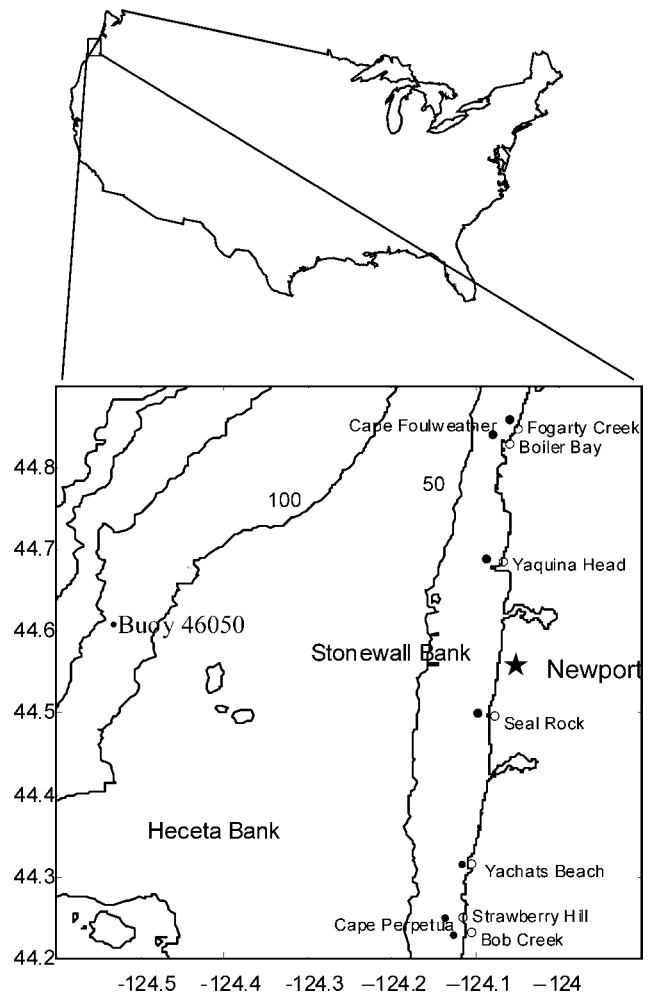 Cape Foulweather
Fogarty Creek
Boiler Bay
44.8
50
100
44.7
Yaquina Head
44.6
Buoy 46050
Stonewall Bank
Newport
44.5
Seal Rock
44.4
Heceta Bank
44.3
Yachats Beach
Strawberry Hill
Cape Perpetua
Bob Creek
44.2
-124.5 -124.4 -124.3 -124.2 -124.1 -124